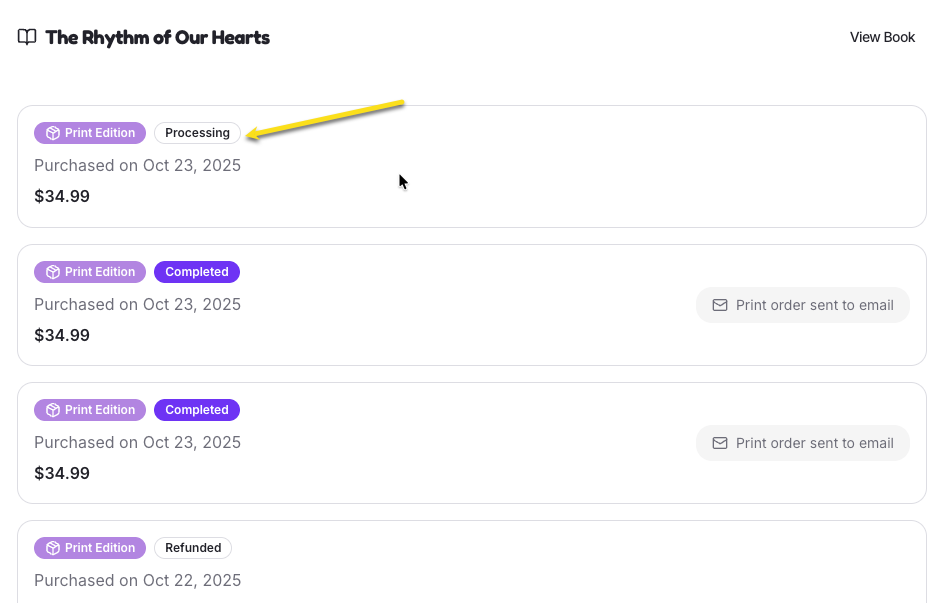 The Rhythm of Our Hearts
View Book
Print Edition Processing
Purchased on Oct 23, 2025
$34.99
Print Edition Completed
Purchased on Oct 23, 2025
Print order sent to email
$34.99
Print Edition Completed
Purchased on Oct 23, 2025
Print order sent to email
$34.99
Print Edition Refunded
Purchased on Oct 22, 2025